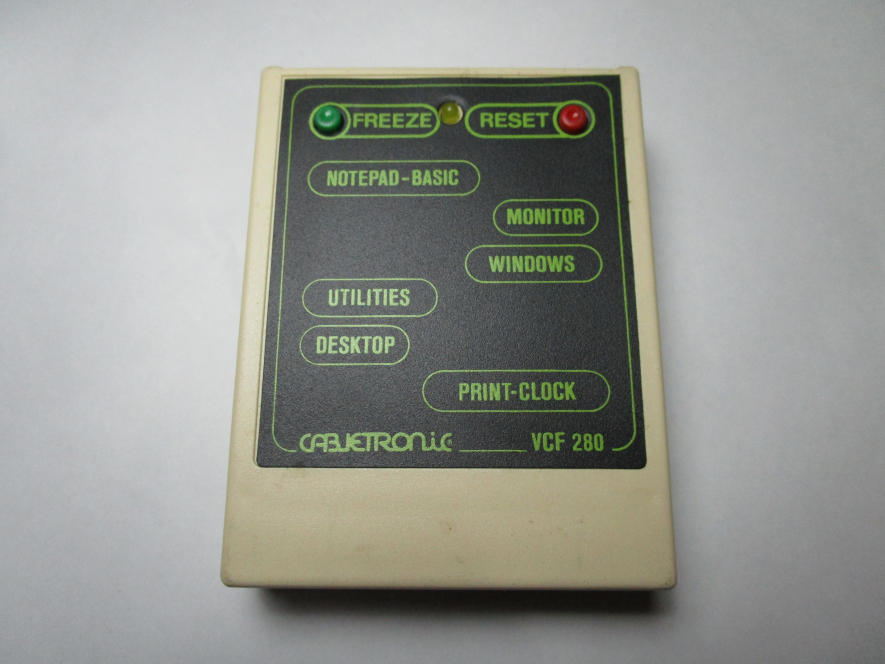 FREEZE RESET
NOTEPAD-BASIC
MONITOR
WINDOWS
UTILITIES
DESKTOP
PRINT-CLOCK
CABLETRONIC VCF 280